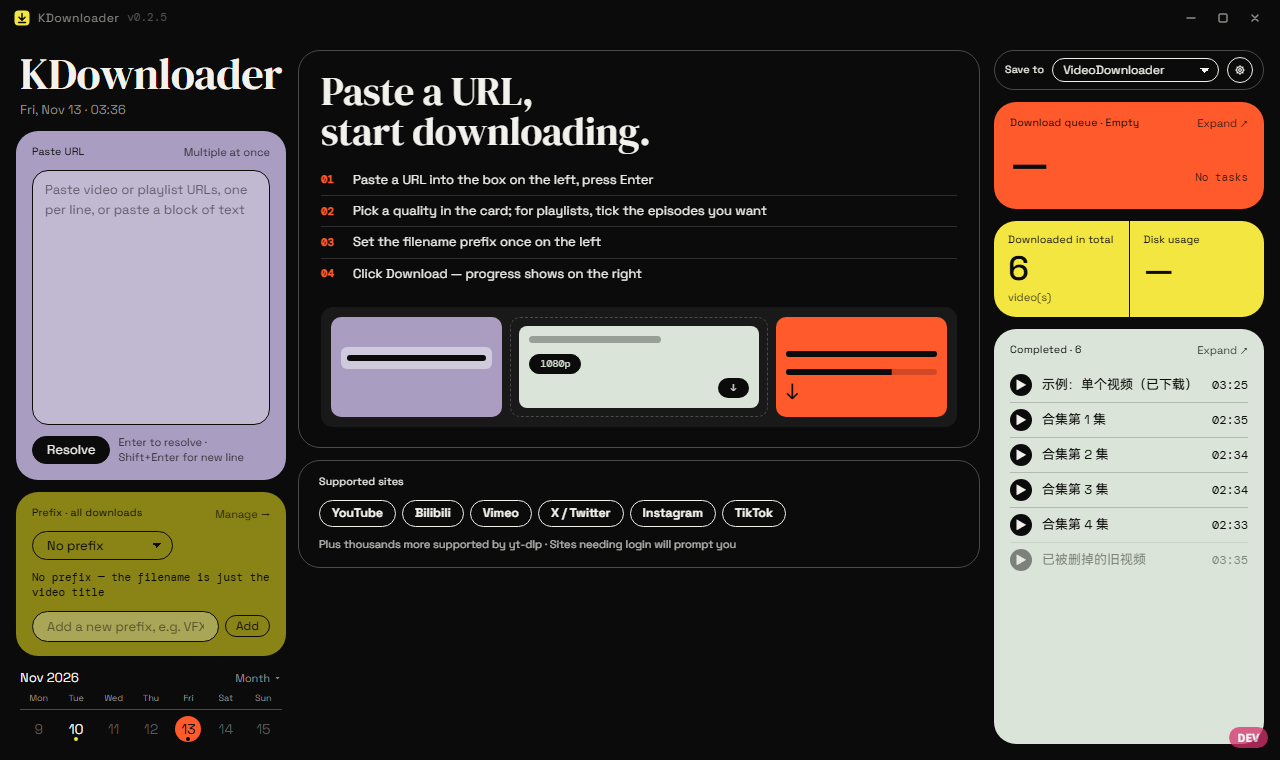 KDownloader v0.2.5
KDownloader
Fri, Nov 13 · 03:36
Paste URL
Multiple at once
Paste video or playlist URLs, one
per line, or paste a block of text
Resolve
Enter to resolve ·
Shift+Enter for new line
Prefix · all downloads
Manage →
No prefix
No prefix — the filename is just the
video title
Add a new prefix, e.g. VFX
Add
Nov 2026
Month
Mon Tue Wed Thu Fri Sat Sun
9 10 11 12 13 14 15
Paste a URL,
start downloading.
01 Paste a URL into the box on the left, press Enter
02 Pick a quality in the card; for playlists, tick the episodes you want
03 Set the filename prefix once on the left
04 Click Download — progress shows on the right
1080p
Supported sites
YouTube Bilibili Vimeo X / Twitter Instagram TikTok
Plus thousands more supported by yt-dlp · Sites needing login will prompt you
Save to VideoDownloader
Download queue · Empty
Expand ↗
—
No tasks
Downloaded in total
6
video(s)
Disk usage
—
Completed · 6
Expand ↗
示例：单个视频（已下载） 03:25
合集第 1 集 02:35
合集第 2 集 02:34
合集第 3 集 02:34
合集第 4 集 02:33
已被删掉的旧视频 03:35
DEV